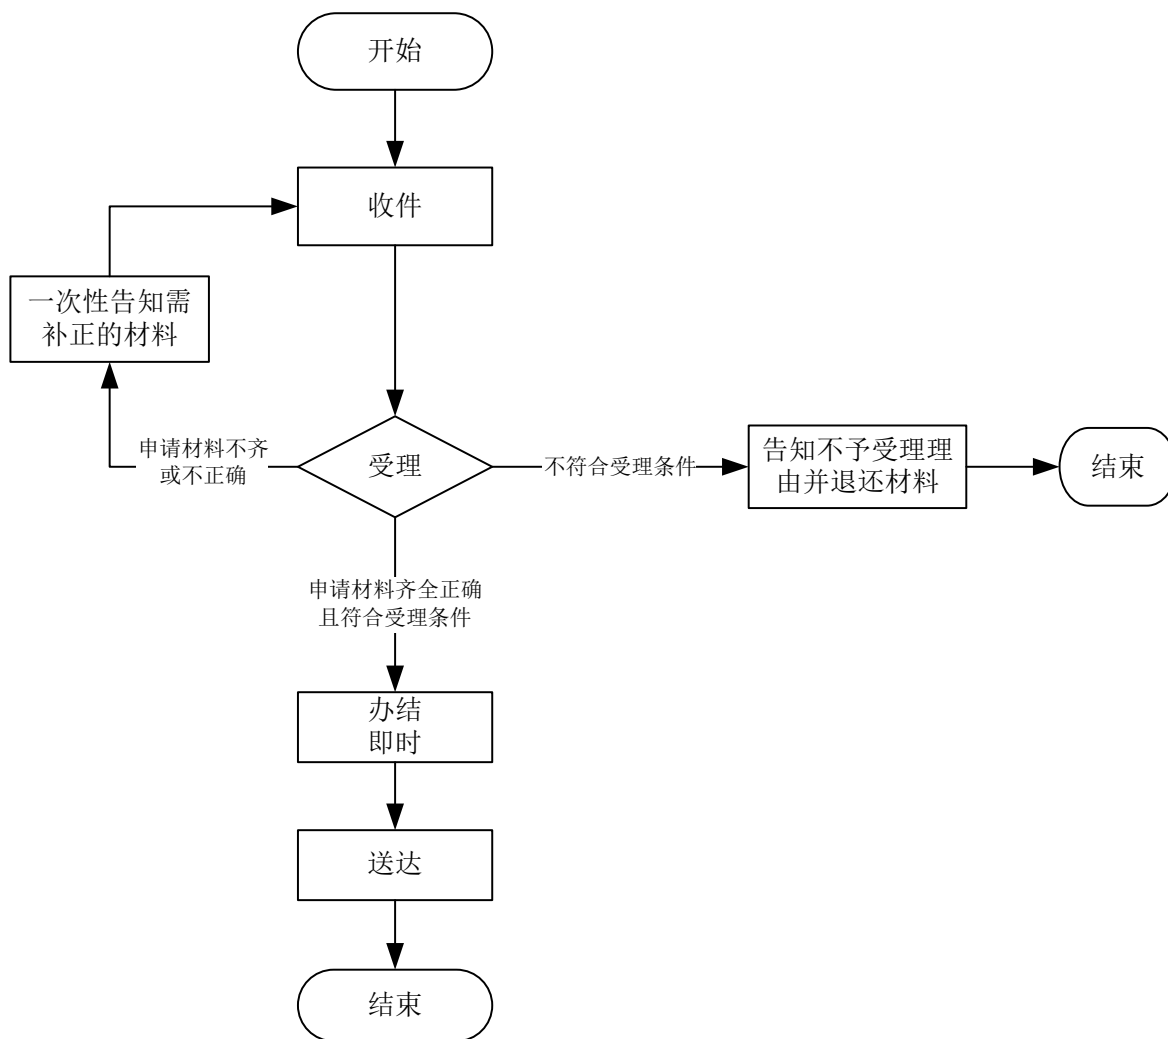 开始
收件
一次性告知需
补正的材料
申请材料不齐
或不正确
受理
不符合受理条件
告知不予受理理
由并退还材料
结束
申请材料齐全正确
且符合受理条件
办结
即时
送达
结束